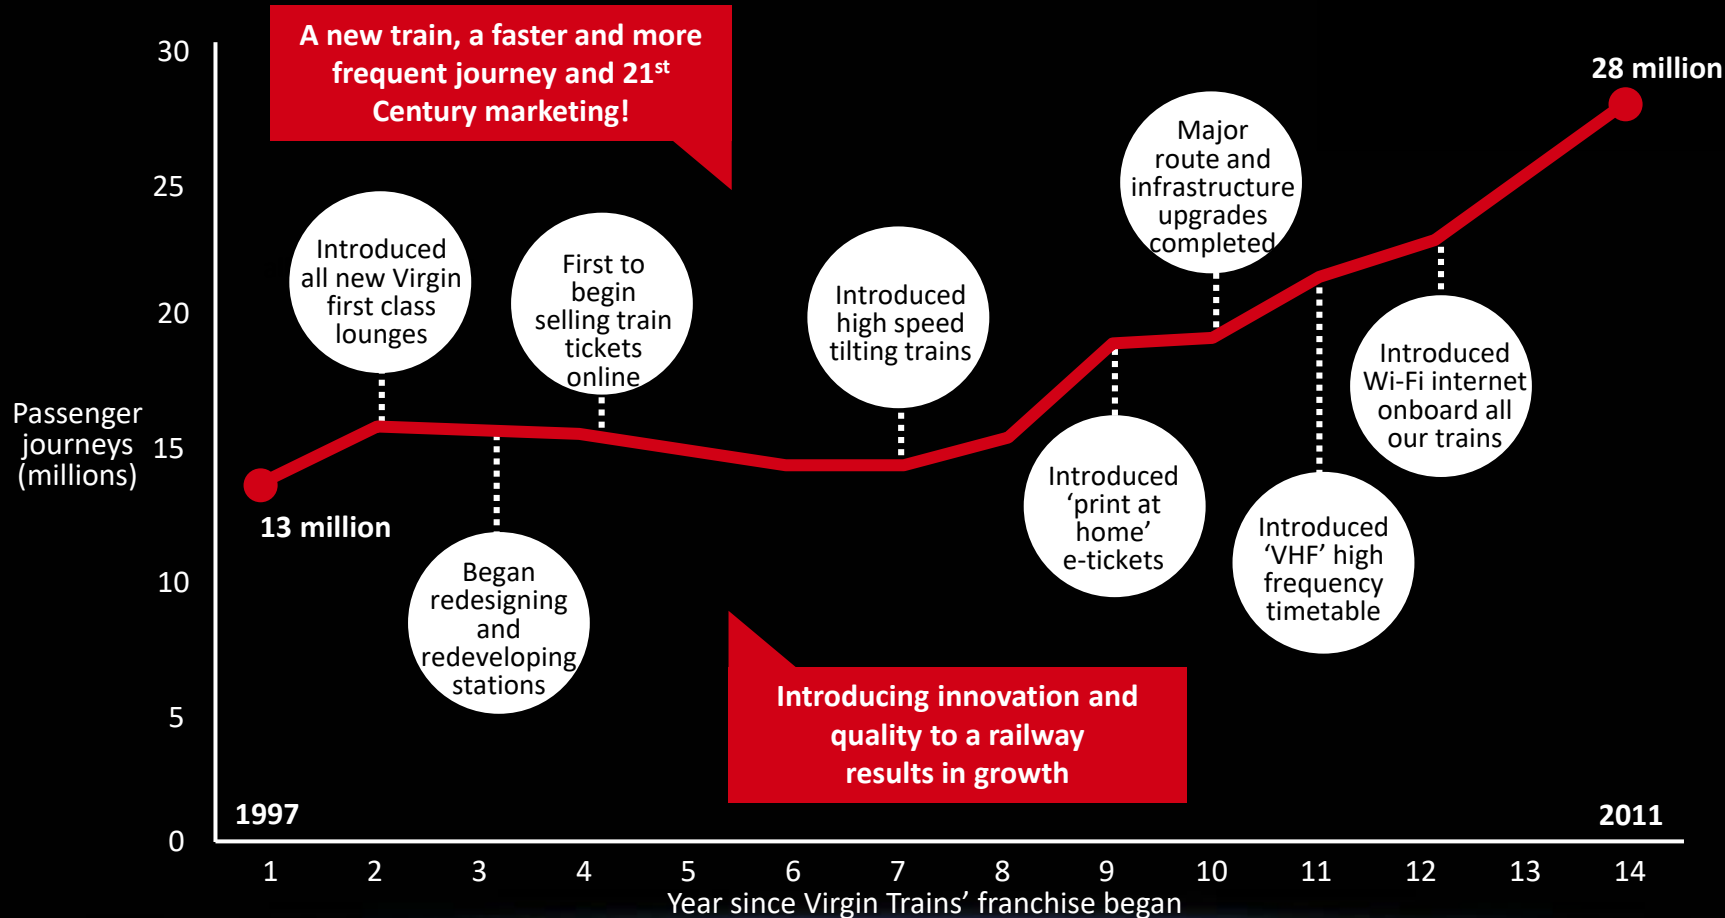 A new train, a faster and more
frequent journey and 21st
Century marketing!
28 million
30
25
20
15
10
5
0
Passenger
journeys
(millions)
13 million
Introduced
all new Virgin
first class
lounges
Began
redesigning
and
redeveloping
stations
First to
begin
selling train
tickets
online
Introduced
high speed
tilting trains
Introduced
‘print at
home’
e-tickets
Major
route and
infrastructure
upgrades
completed
Introduced
‘VHF’ high
frequency
timetable
Introduced
Wi-Fi internet
onboard all
our trains
Introducing innovation and
quality to a railway
results in growth
1997
2011
1 2 3 4 5 6 7 8 9 10 11 12 13 14
Year since Virgin Trains’ franchise began